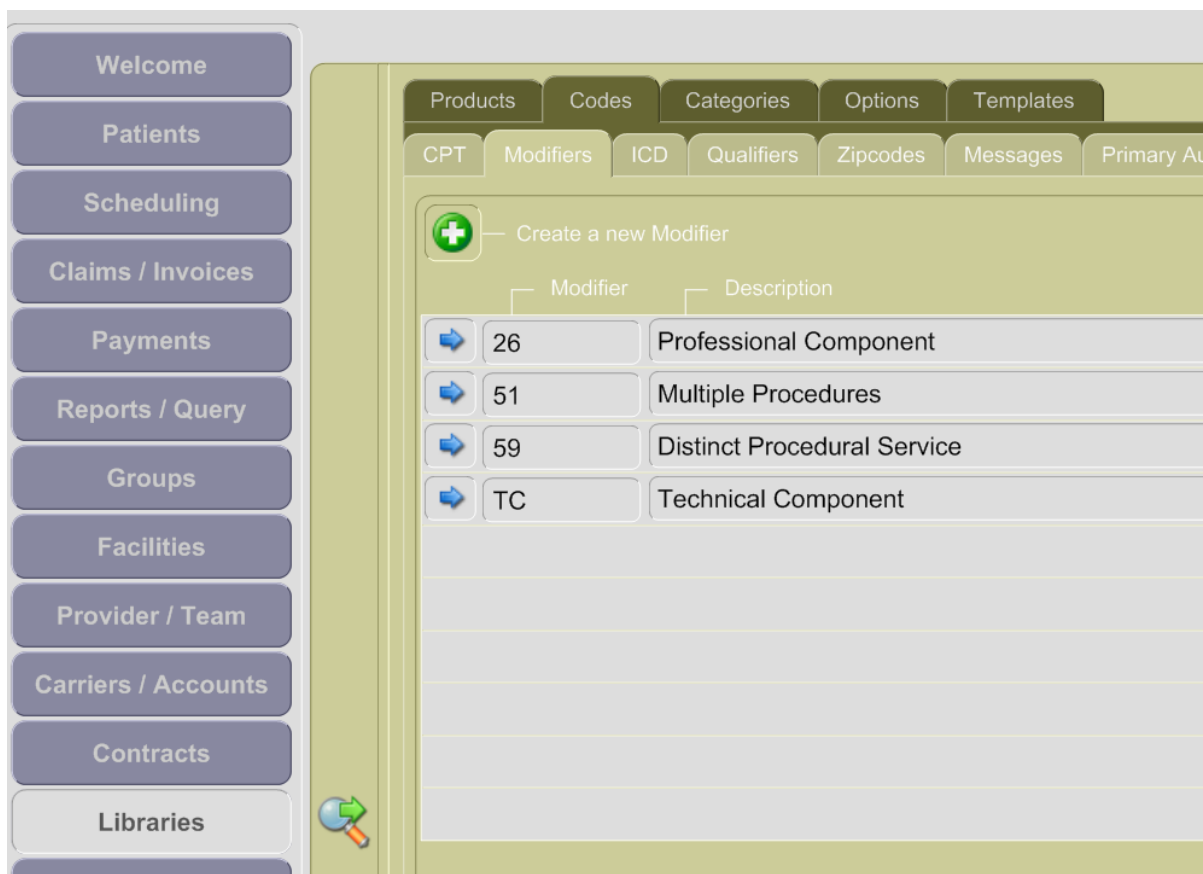 Welcome
Patients
Scheduling
Claims / Invoices
Payments
Reports / Query
Groups
Facilities
Provider / Team
Carriers / Accounts
Contracts
Libraries
Products Codes Categories Options Templates
CPT Modifiers ICD Qualifiers Zipcodes Messages Primary
Create a new Modifier
Modifier Description
26 Professional Component
51 Multiple Procedures
59 Distinct Procedural Service
TC Technical Component